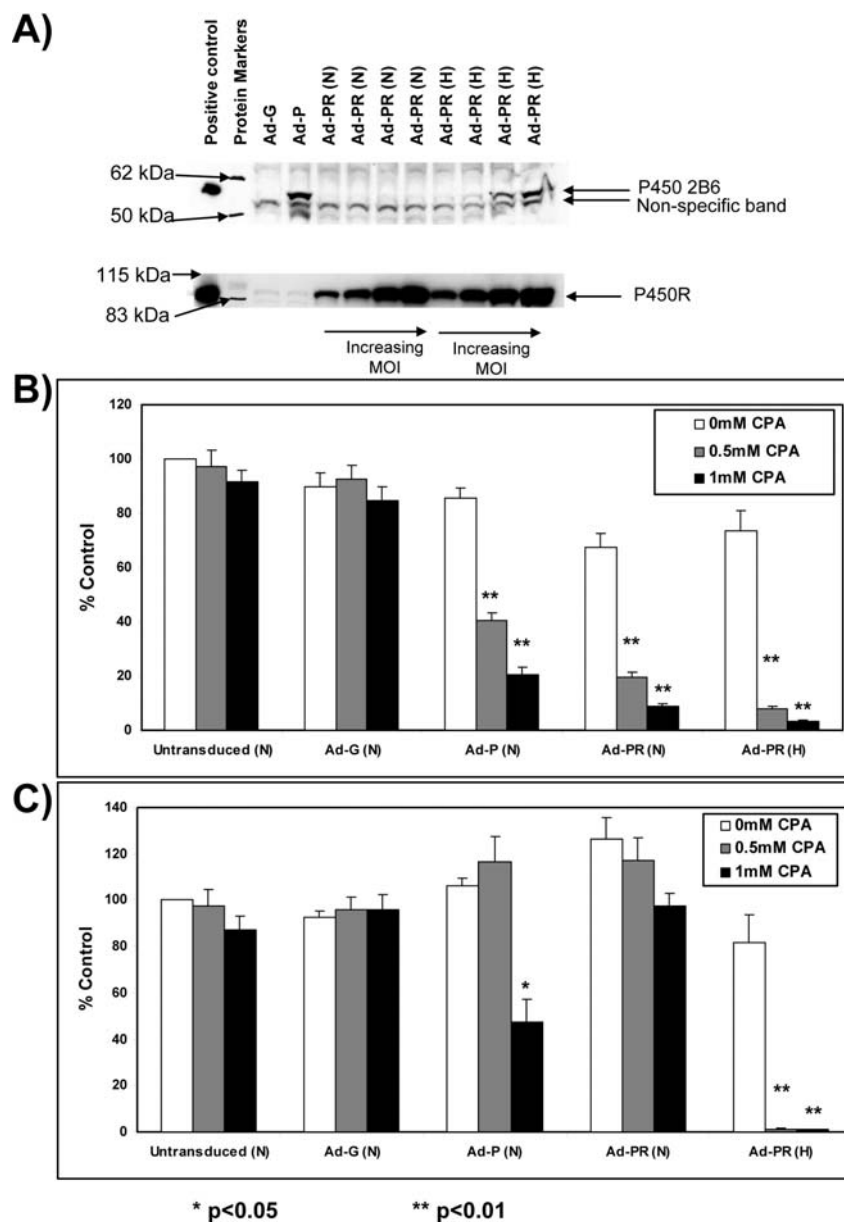 A)
Positive control
Protein Markers
Ad-G
Ad-P
Ad-PR (N)
Ad-PR (N)
Ad-PR (N)
Ad-PR (N)
Ad-PR (H)
Ad-PR (H)
Ad-PR (H)
Ad-PR (H)
62 kDa
P450 2B6
Non-specific band
50 kDa
115 kDa
P450R
83 kDa
Increasing
MOI
Increasing
MOI
B)
120
100
80
60
40
20
0
% Control
0mM CPA
0.5mM CPA
1mM CPA
**
**
**
**
**
**
Untransduced (N)
Ad-G (N)
Ad-P (N)
Ad-PR (N)
Ad-PR (H)
C)
140
120
100
80
60
40
20
0
% Control
0mM CPA
0.5mM CPA
1mM CPA
*
**
**
Untransduced (N)
Ad-G (N)
Ad-P (N)
Ad-PR (N)
Ad-PR (H)
* p<0.05
** p<0.01